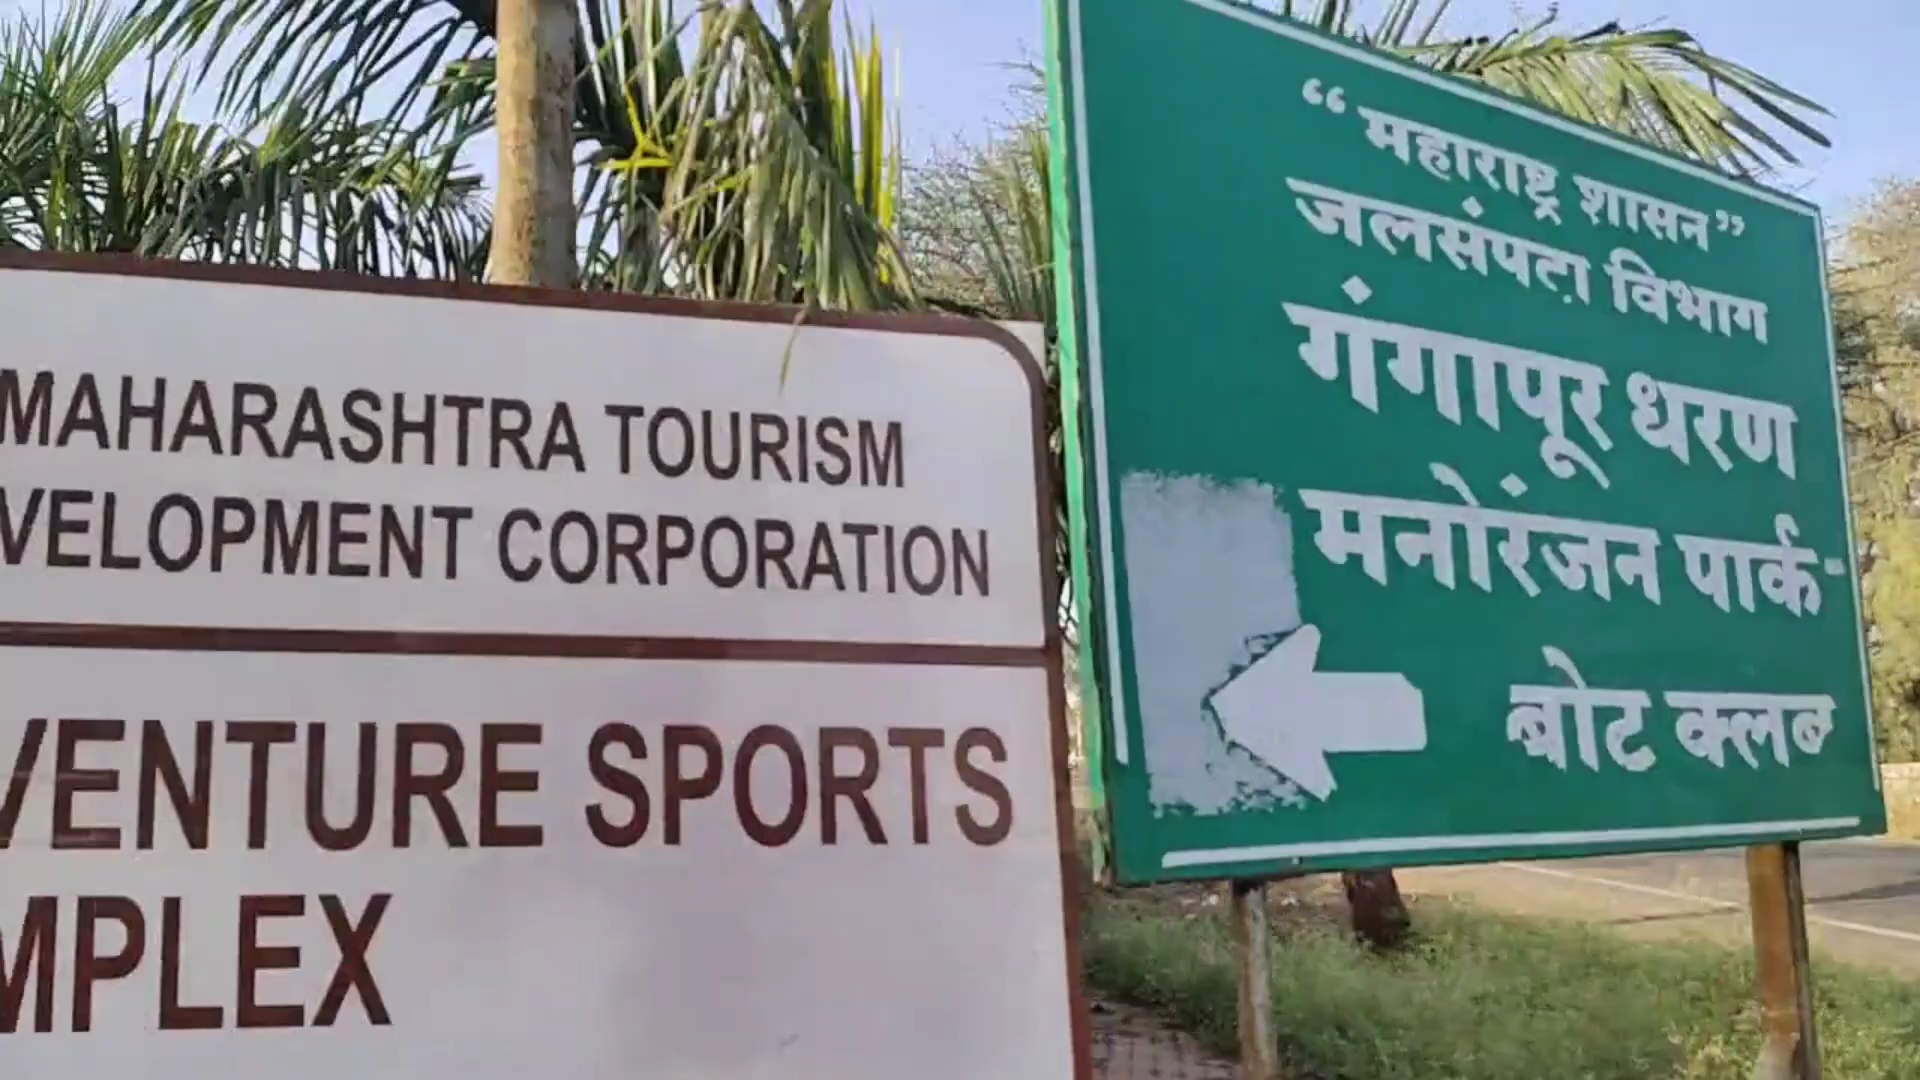 MAHARASHTRA TOURISM
VELOPMENT CORPORATION
VENTURE SPORTS
MPLEX
“महाराष्ट्र शासन”
जलसंपदा विभाग
गंगापूर धरण
मनोरंजन पार्क-
बोट क्लब